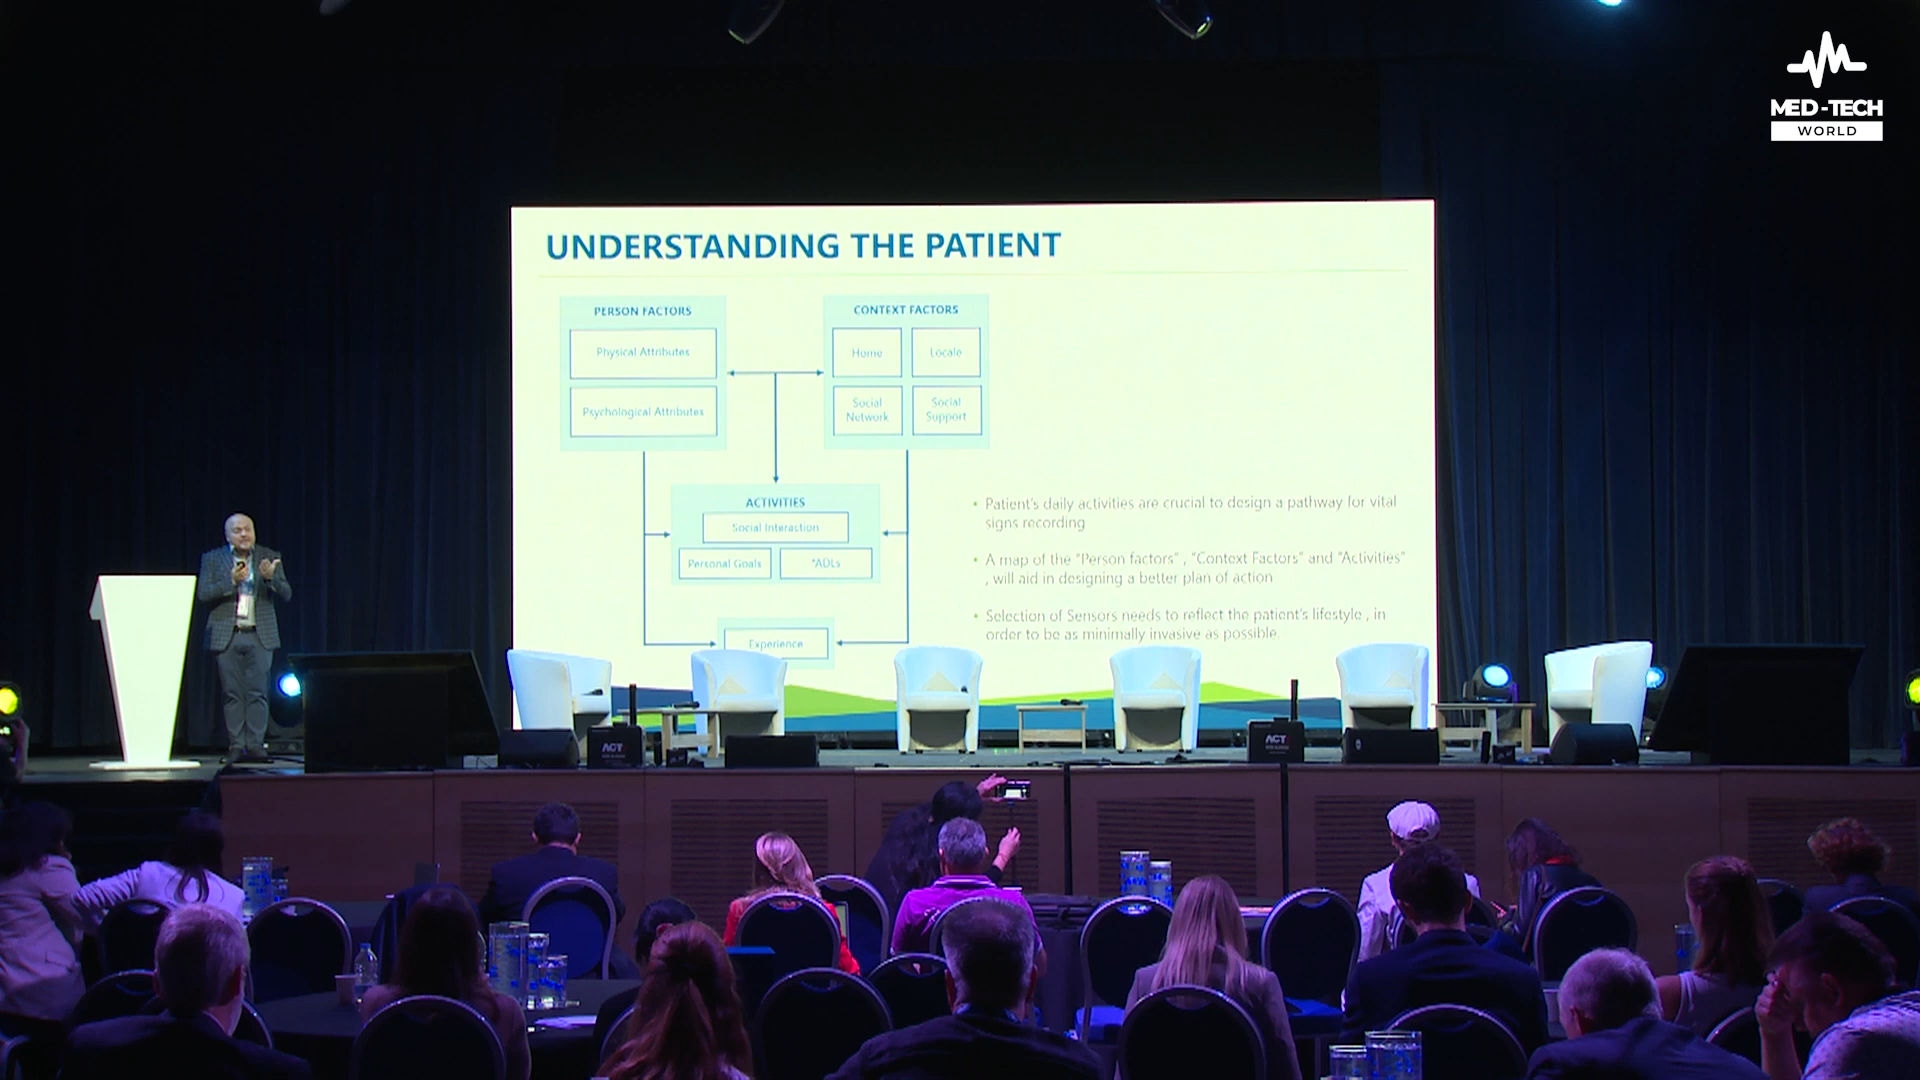 MED-TECH
WORLD
UNDERSTANDING THE PATIENT
PERSON FACTORS
Physical Attributes
Psychological Attributes
CONTEXT FACTORS
Home
Locale
Social
Network
Social
Support
ACTIVITIES
Social Interaction
Personal Goals
*ADLs
Experience
• Patient's daily activities are crucial to design a pathway for vital
signs recording
• A map of the "Person factors" , "Context Factors" and "Activities"
, will aid in designing a better plan of action
• Selection of Sensors needs to reflect the patient's lifestyle , in
order to be as minimally invasive as possible.
ACT
ACT